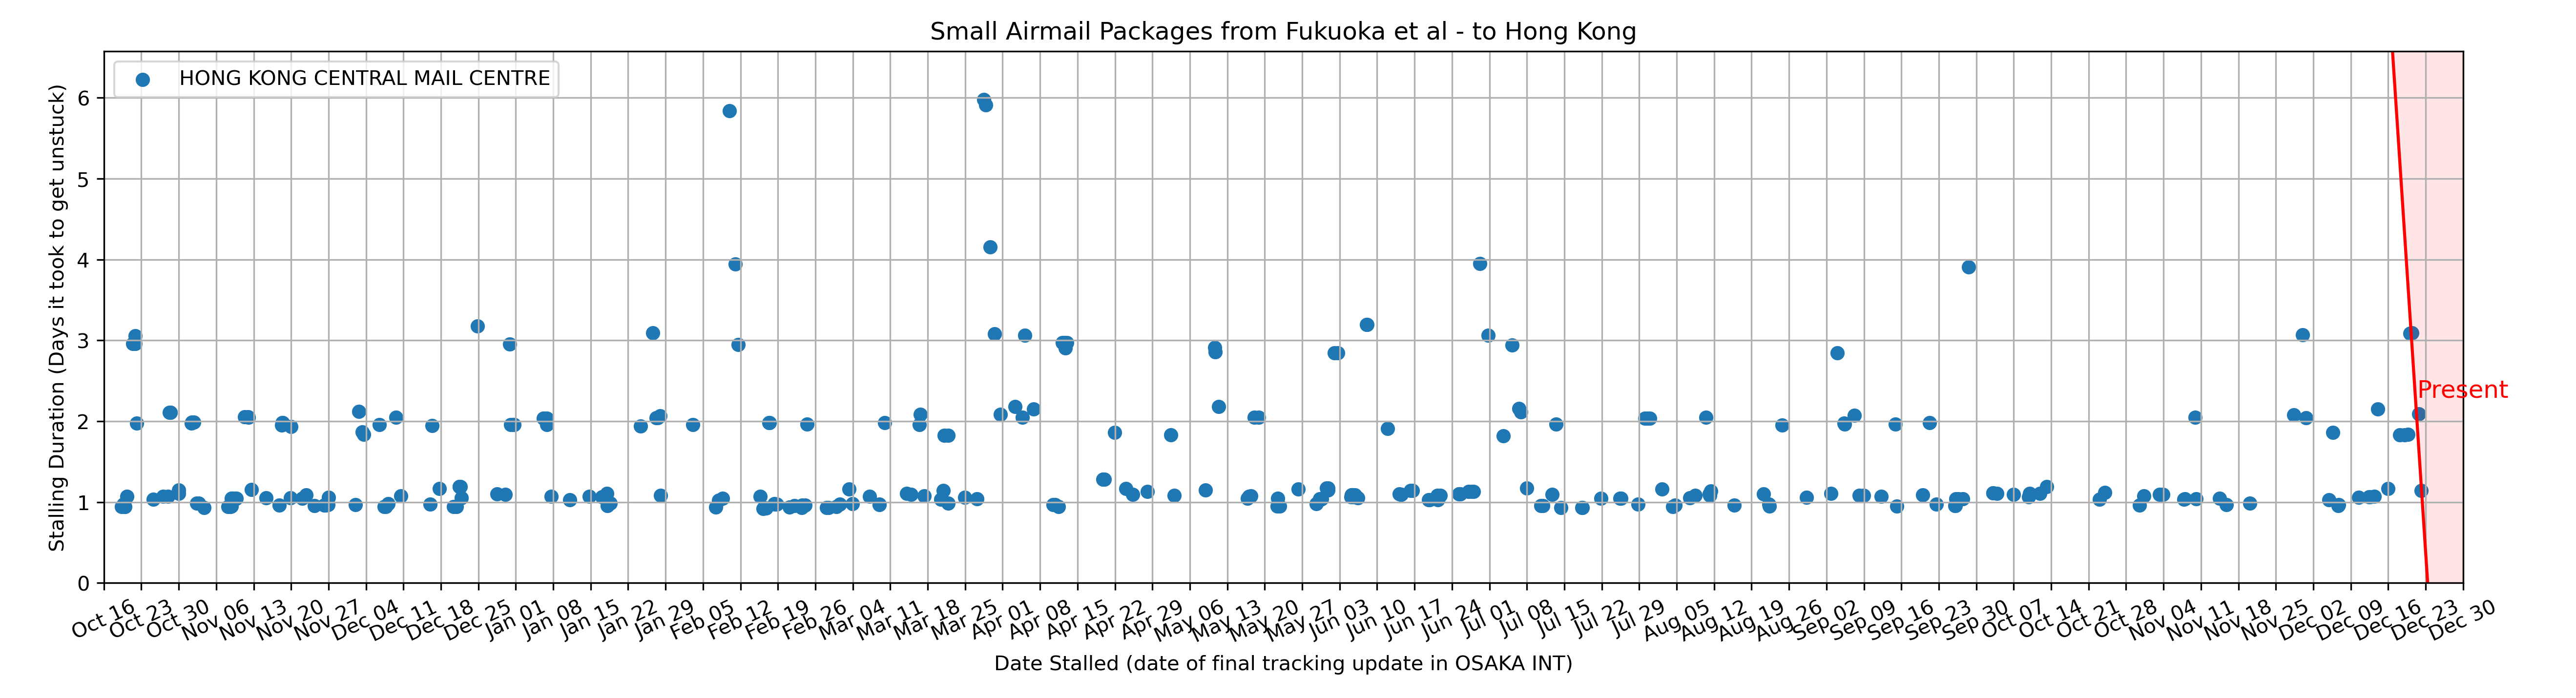 Small Airmail Packages from Fukuoka et al - to Hong Kong
HONG KONG CENTRAL MAIL CENTRE
Stalling Duration (Days it took to get unstuck)
6
5
4
3
2
1
0
Present
Oct 16
Oct 23
Oct 30
Nov 06
Nov 13
Nov 20
Nov 27
Dec 04
Dec 11
Dec 18
Dec 25
Jan 01
Jan 08
Jan 15
Jan 22
Jan 29
Feb 05
Feb 12
Feb 19
Feb 26
Mar 04
Mar 11
Mar 18
Mar 25
Apr 01
Apr 08
Apr 15
Apr 22
Apr 29
May 06
May 13
May 20
May 27
Jun 03
Jun 10
Jun 17
Jun 24
Jul 01
Jul 08
Jul 15
Jul 22
Jul 29
Aug 05
Aug 12
Aug 19
Aug 26
Sep 02
Sep 09
Sep 16
Sep 23
Sep 30
Oct 07
Oct 14
Oct 21
Oct 28
Nov 04
Nov 11
Nov 18
Nov 25
Dec 02
Dec 09
Dec 16
Dec 23
Dec 30
Date Stalled (date of final tracking update in OSAKA INT)